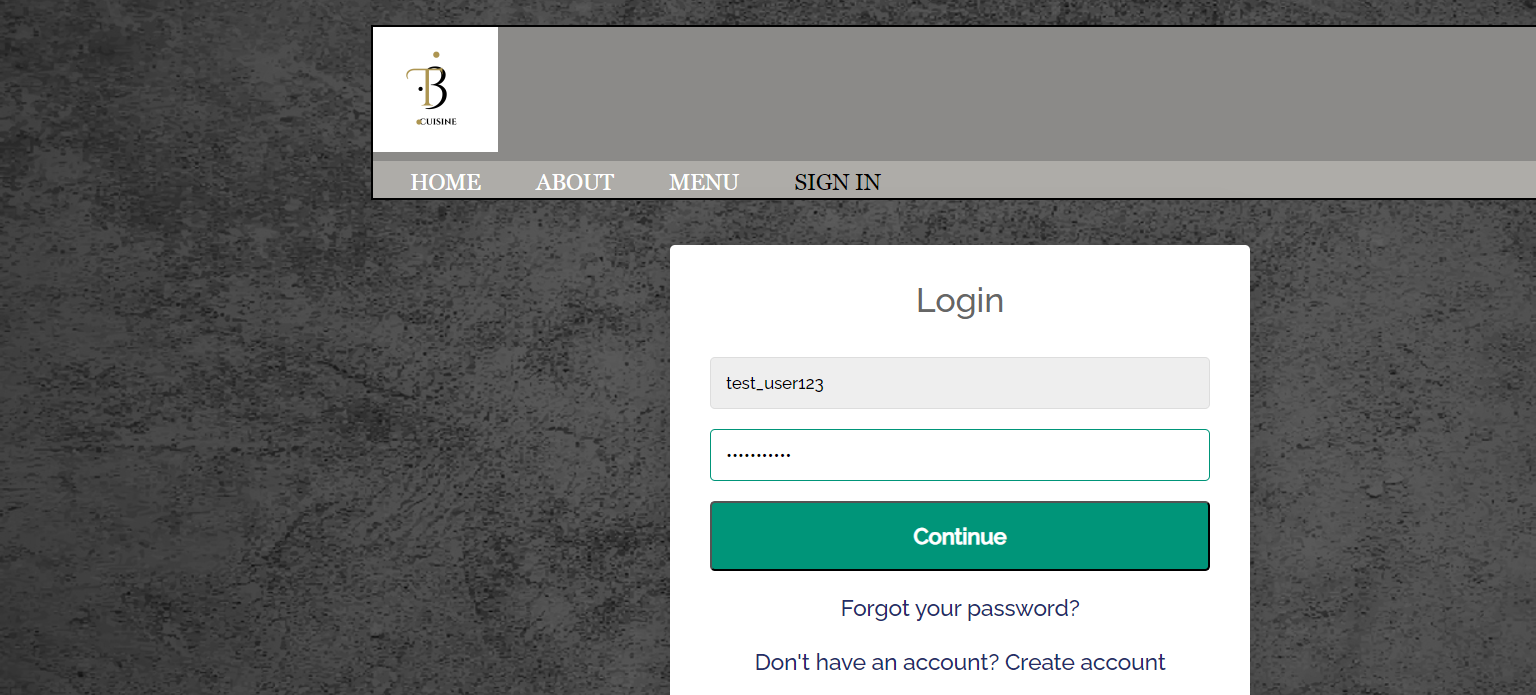 TB
CUISINE
HOME ABOUT MENU SIGN IN
Login
test_user123
•••••••••••
Continue
Forgot your password?
Don't have an account? Create account